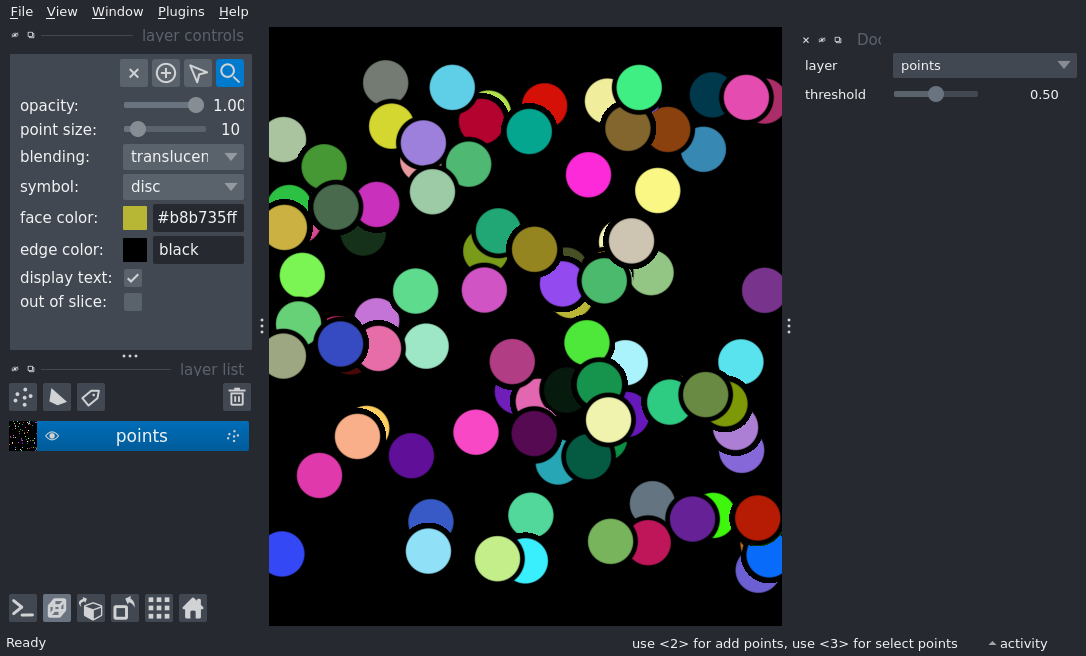 File View Window Plugins Help
layer controls
opacity: 1.00
point size: 10
blending: translucen
symbol: disc
face color: #b8b735ff
edge color: black
display text:
out of slice:
layer list
points
Doc
layer points
threshold 0.50
Ready
use <2> for add points, use <3> for select points
activity